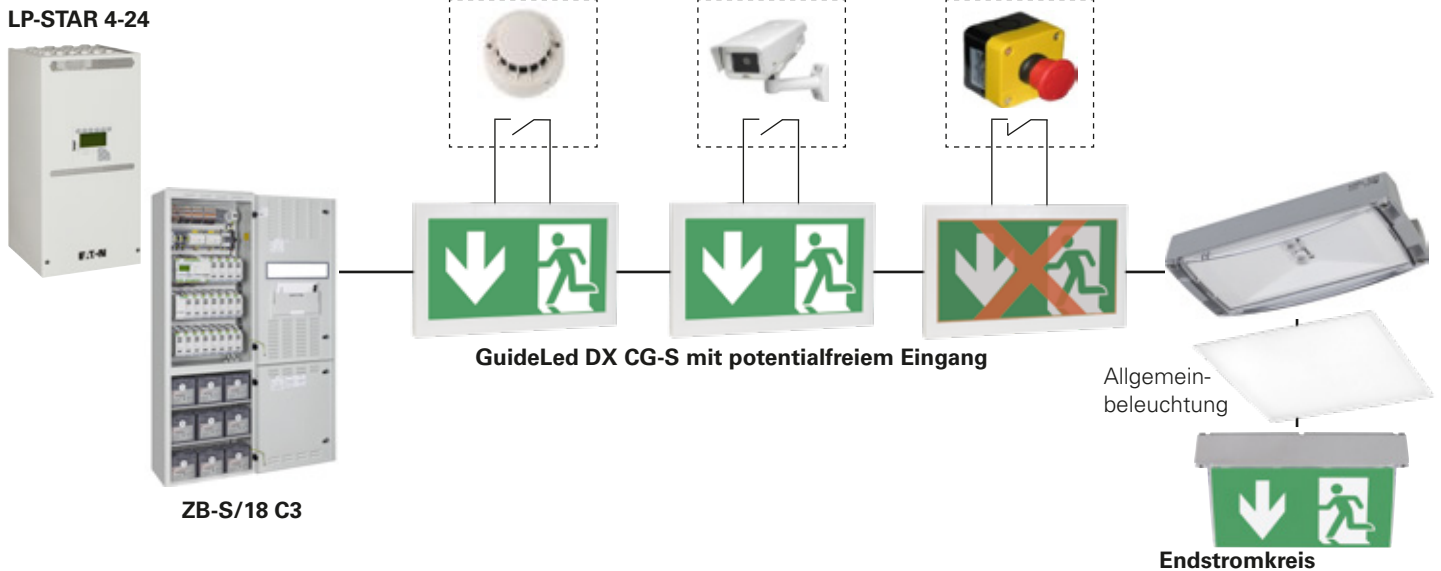 LP-STAR 4-24
E·T·N
GuideLed DX CG-S mit potentialfreiem Eingang
Allgemein-
beleuchtung
ZB-S/18 C3
Endstromkreis